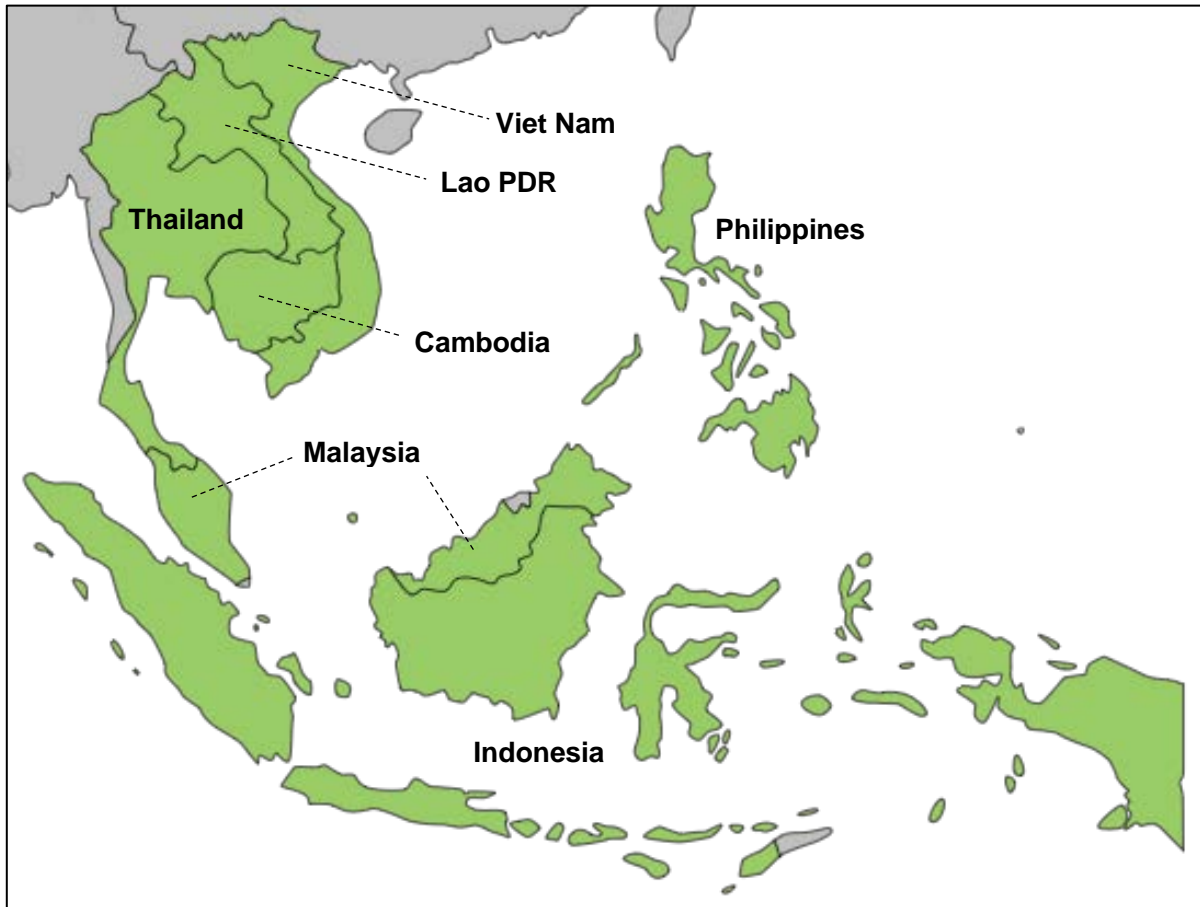 Viet Nam
Lao PDR
Thailand
Philippines
Cambodia
Malaysia
Indonesia